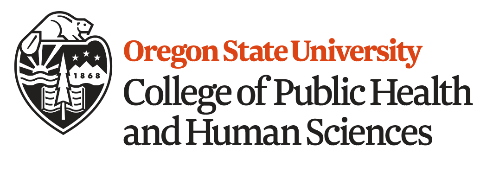 1868
Oregon State University
College of Public Health
and Human Sciences